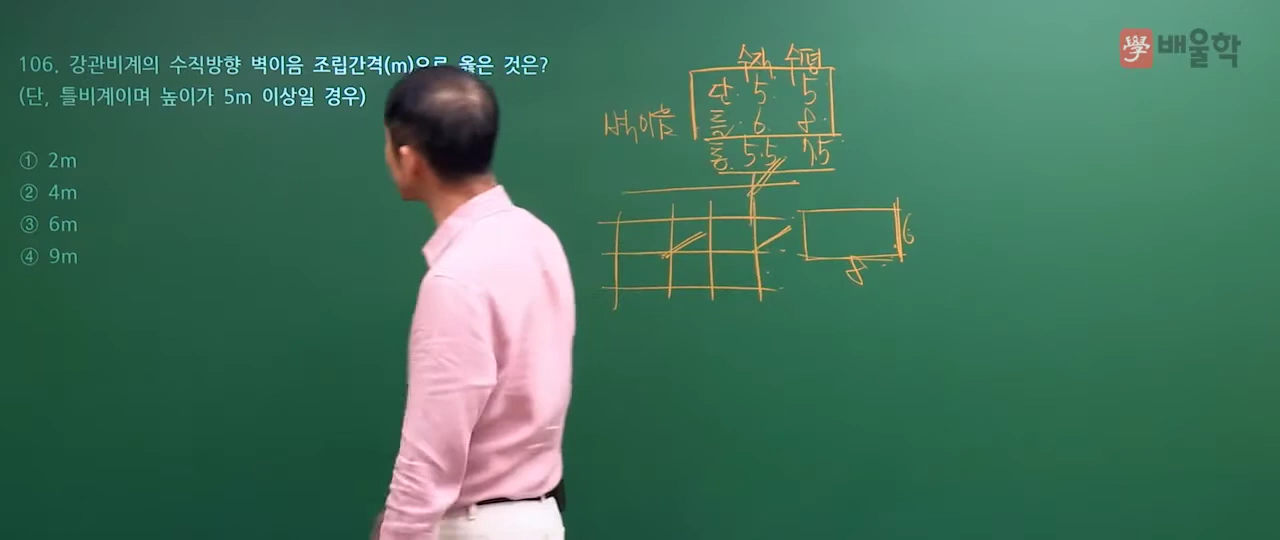 學 배울학
106. 강관비계의 수직방향 벽이음 조립간격(m)으로 옳은 것은?
(단, 틀비계이며 높이가 5m 이상일 경우)
① 2m
② 4m
③ 6m
④ 9m
수직 수평
단 5 5
벽이음 틀 6 8
통 5.5 7.5
6
8